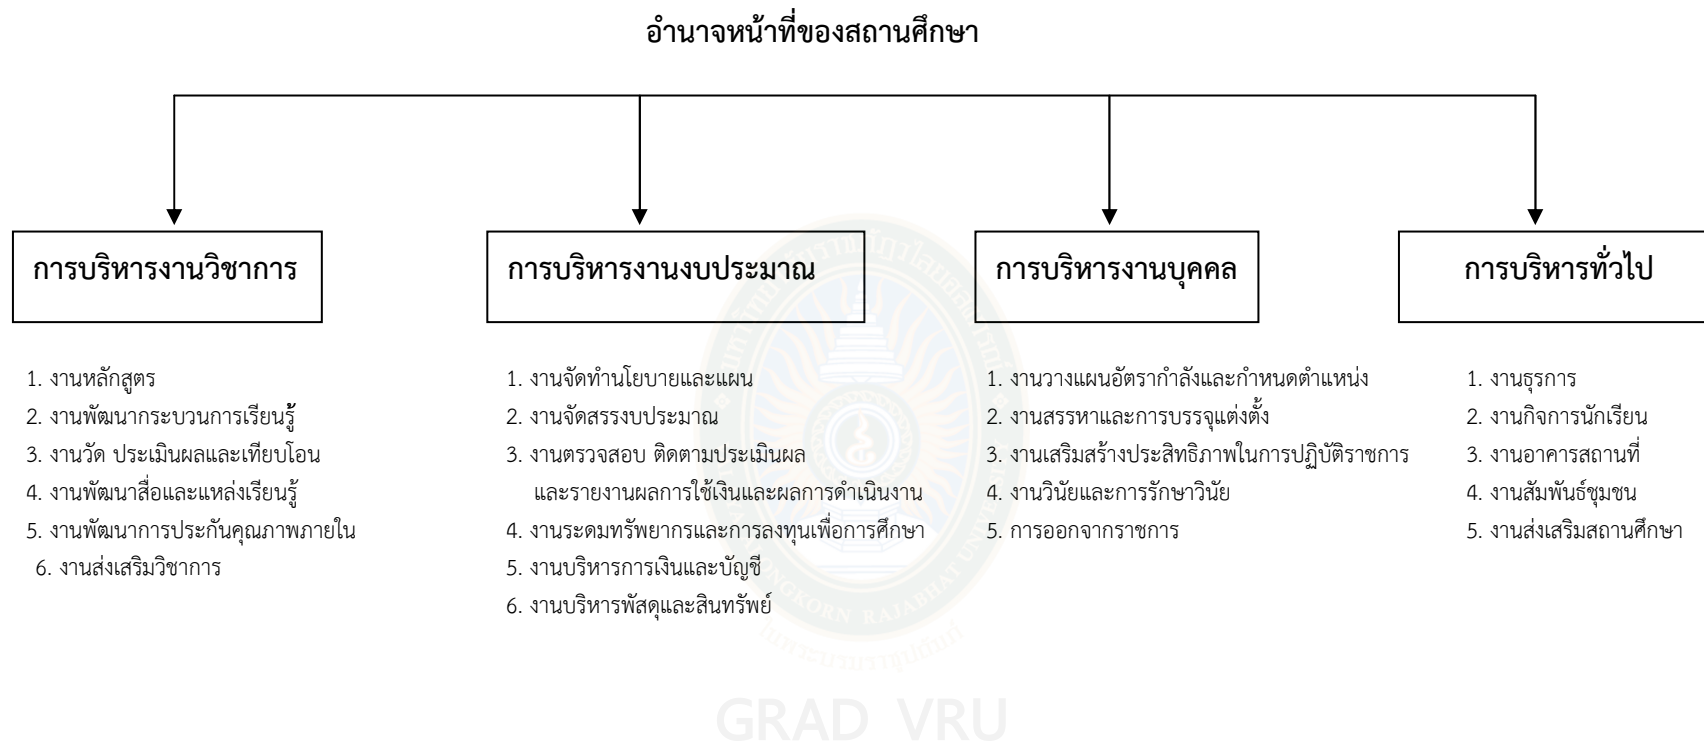 อำนาจหน้าที่ของสถานศึกษา
การบริหารงานวิชาการ
1. งานหลักสูตร
2. งานพัฒนากระบวนการเรียนรู้
3. งานวัด ประเมินผลและเทียบโอน
4. งานพัฒนาสื่อและแหล่งเรียนรู้
5. งานพัฒนาการประกันคุณภาพภายใน
6. งานส่งเสริมวิชาการ
การบริหารงานงบประมาณ
1. งานจัดทำนโยบายและแผน
2. งานจัดสรรงบประมาณ
3. งานตรวจสอบ ติดตามประเมินผล
และรายงานผลการใช้เงินและผลการดำเนินงาน
4. งานระดมทรัพยากรและการลงทุนเพื่อการศึกษา
5. งานบริหารการเงินและบัญชี
6. งานบริหารพัสดุและสินทรัพย์
การบริหารงานบุคคล
1. งานวางแผนอัตรากำลังและกำหนดตำแหน่ง
2. งานสรรหาและการบรรจุแต่งตั้ง
3. งานเสริมสร้างประสิทธิภาพในการปฏิบัติราชการ
4. งานวินัยและการรักษาวินัย
5. การออกจากราชการ
การบริหารทั่วไป
1. งานธุรการ
2. งานกิจการนักเรียน
3. งานอาคารสถานที่
4. งานสัมพันธ์ชุมชน
5. งานส่งเสริมสถานศึกษา
GRAD VRU